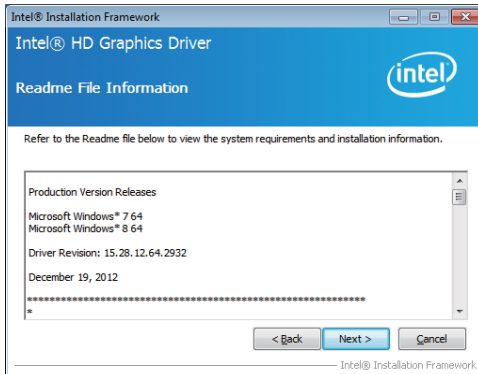 Intel® Installation Framework
Intel® HD Graphics Driver
intel
Readme File Information
Refer to the Readme file below to view the system requirements and installation information.
Production Version Releases
Microsoft Windows* 7 64
Microsoft Windows* 8 64
Driver Revision: 15.28.12.64.2932
December 19, 2012
************************************************************
*
< Back Next > Cancel
Intel® Installation Framework